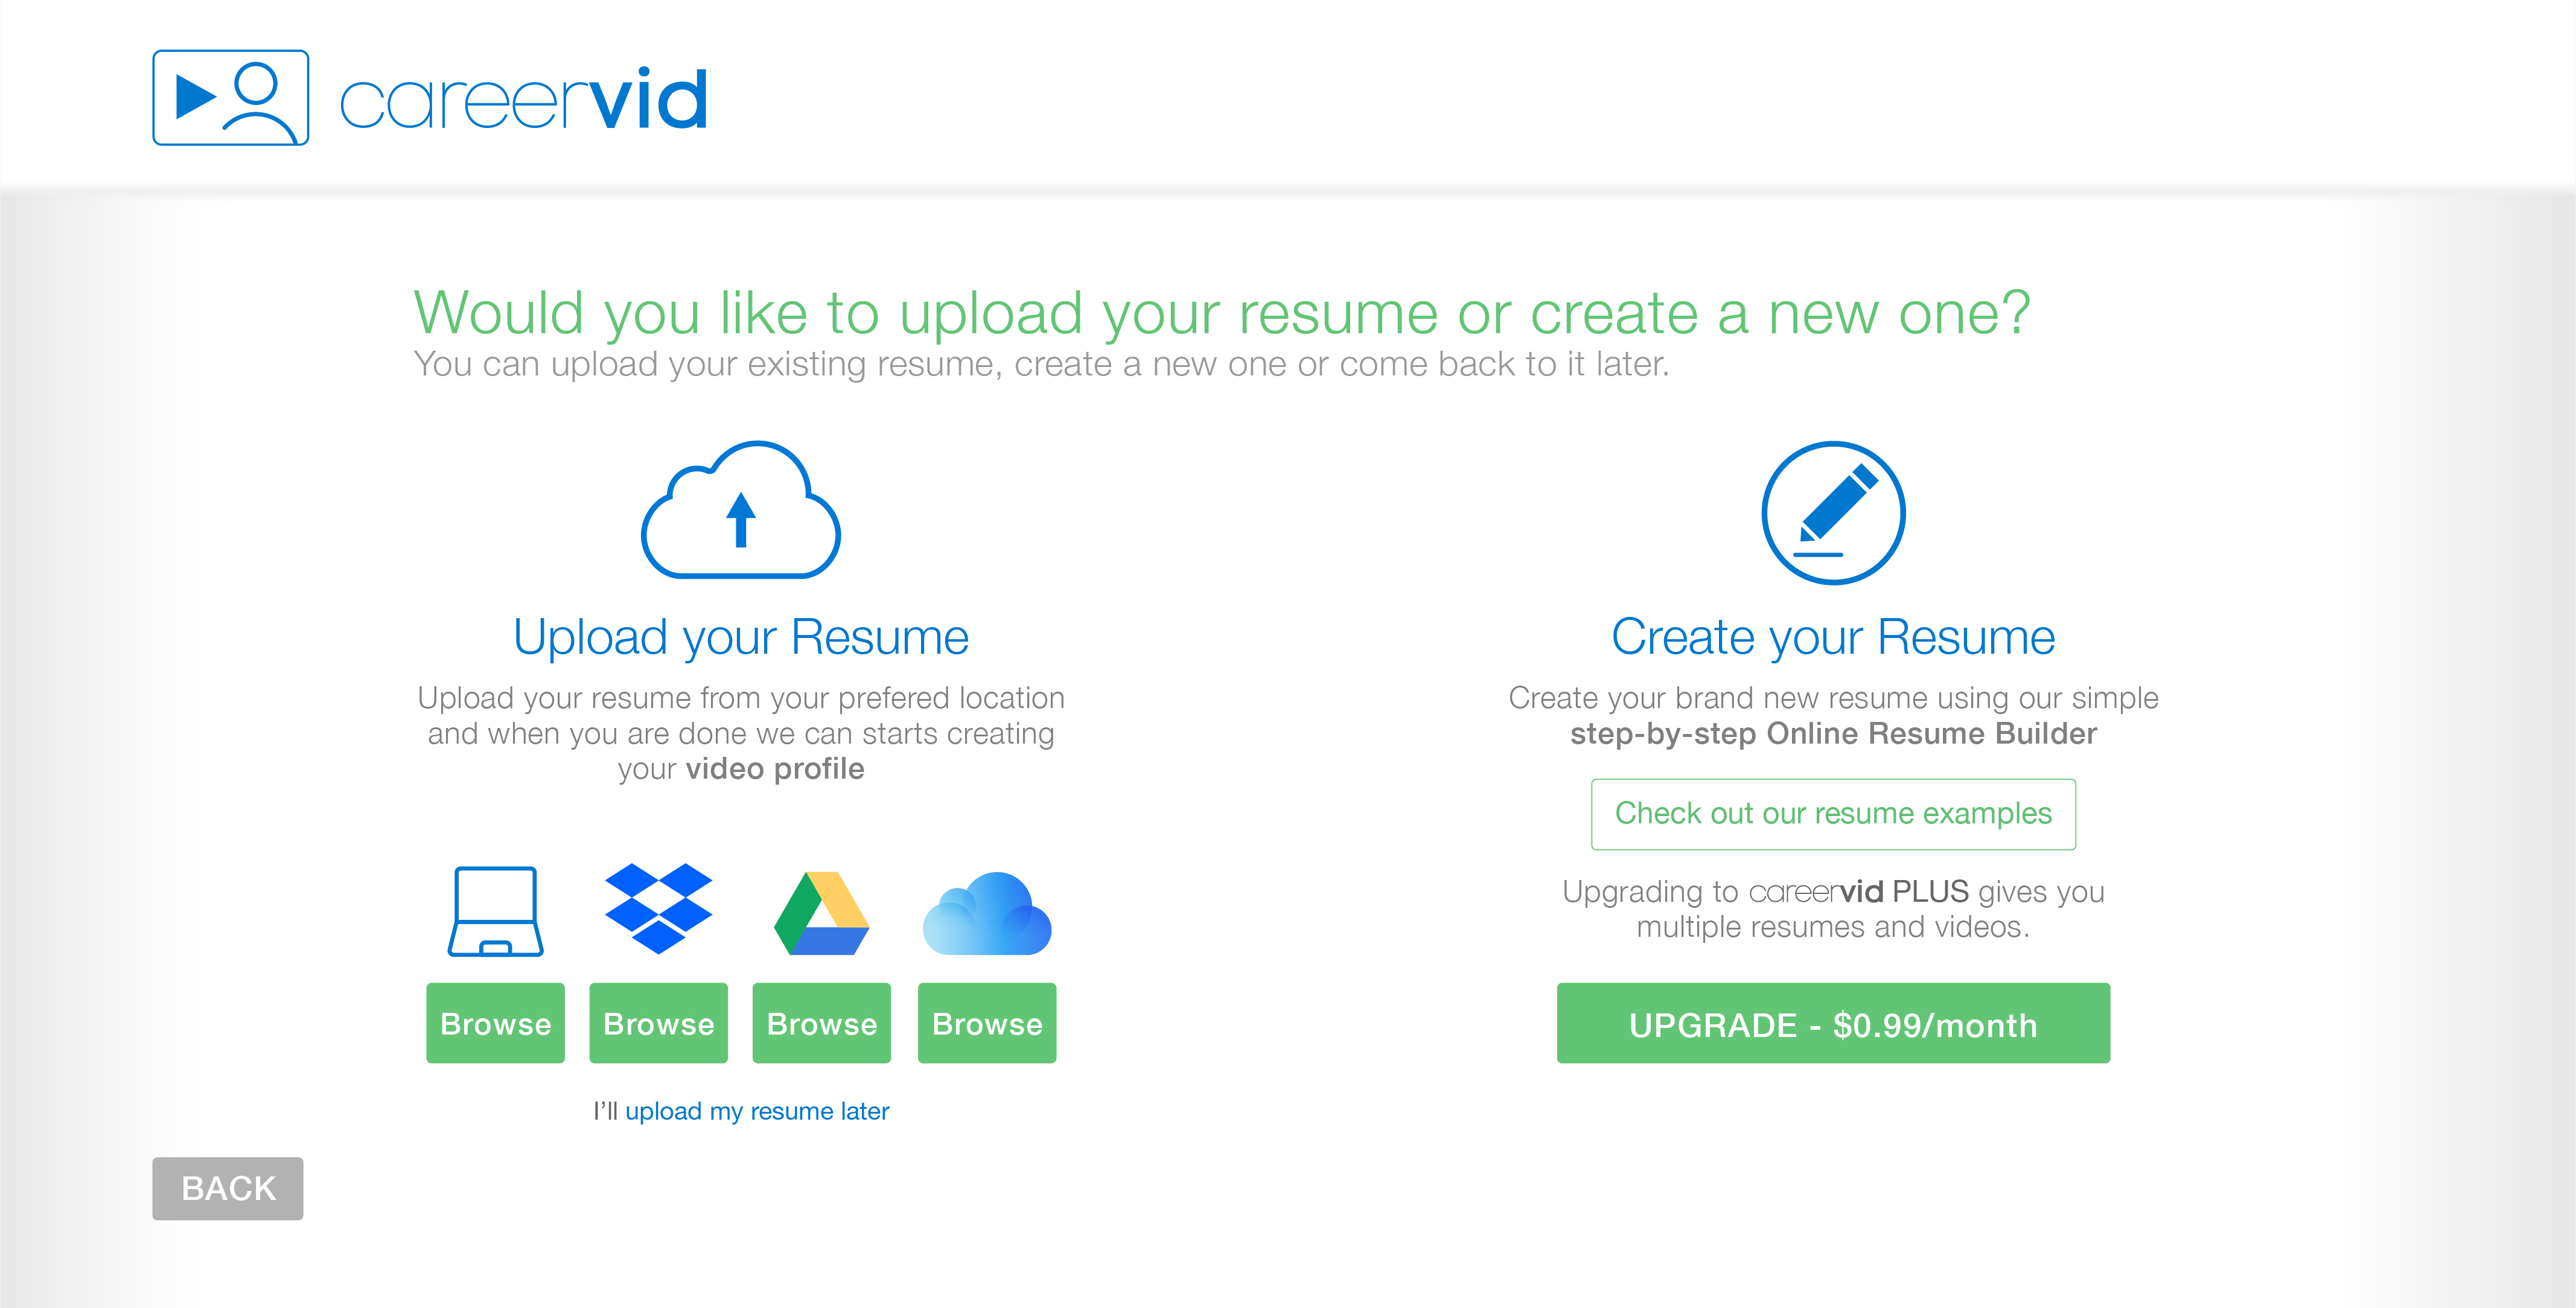 careervid
Would you like to upload your resume or create a new one?
You can upload your existing resume, create a new one or come back to it later.
Upload your Resume
Upload your resume from your prefered location
and when you are done we can starts creating
your video profile
Browse
Browse
Browse
Browse
I'll upload my resume later
Create your Resume
Create your brand new resume using our simple
step-by-step Online Resume Builder
Check out our resume examples
Upgrading to careervid PLUS gives you
multiple resumes and videos.
UPGRADE - $0.99/month
BACK